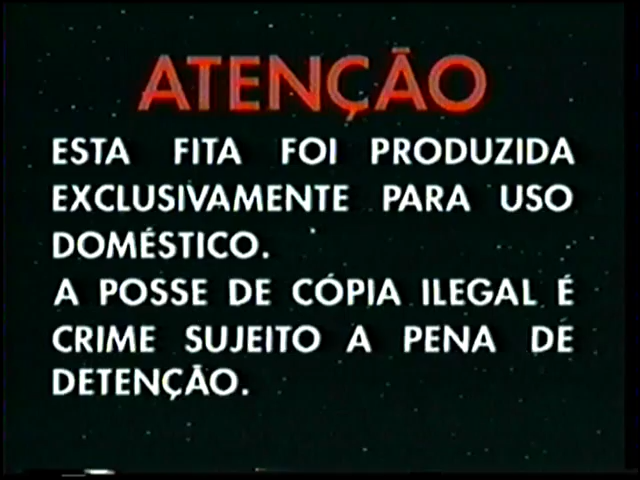 ATENÇÃO
ESTA FITA FOI PRODUZIDA
EXCLUSIVAMENTE PARA USO
DOMÉSTICO.
A POSSE DE CÓPIA ILEGAL É
CRIME SUJEITO A PENA DE
DETENÇÃO.